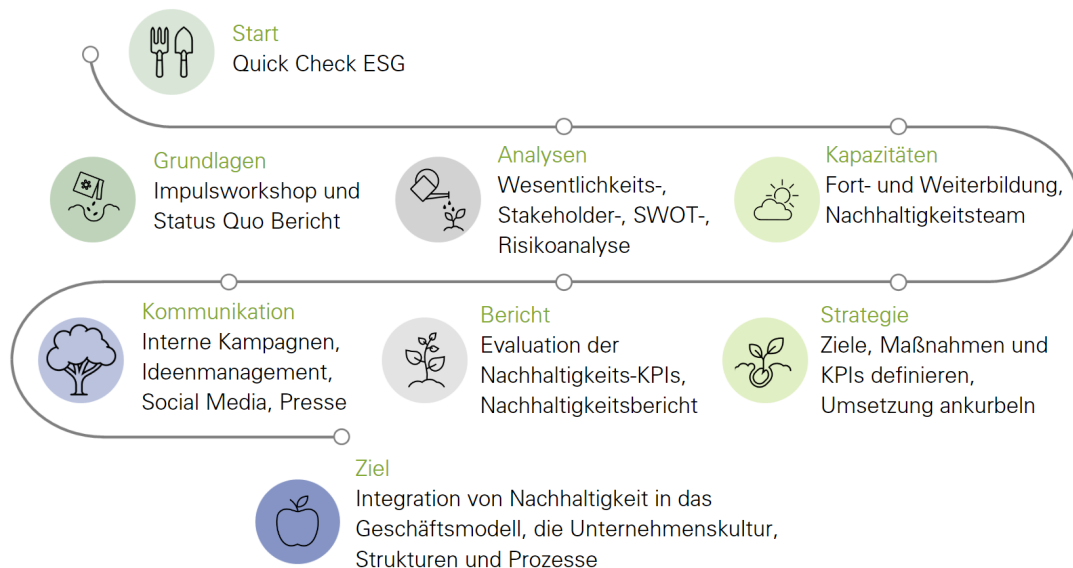 Start
Quick Check ESG
Grundlagen
Impulsworkshop und
Status Quo Bericht
Analysen
Wesentlichkeits-,
Stakeholder-, SWOT-,
Risikoanalyse
Kapazitäten
Fort- und Weiterbildung,
Nachhaltigkeitsteam
Strategie
Ziele, Maßnahmen und
KPIs definieren,
Umsetzung ankurbeln
Bericht
Evaluation der
Nachhaltigkeits-KPIs,
Nachhaltigkeitsbericht
Kommunikation
Interne Kampagnen,
Ideenmanagement,
Social Media, Presse
Ziel
Integration von Nachhaltigkeit in das
Geschäftsmodell, die Unternehmenskultur,
Strukturen und Prozesse